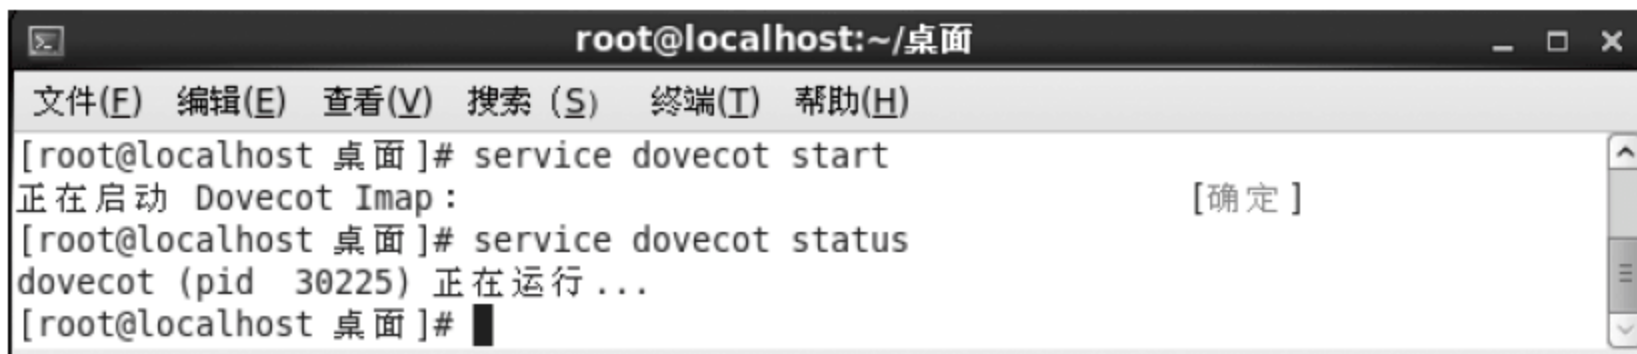 root@localhost:~/桌面
文件(F) 编辑(E) 查看(V) 搜索（S） 终端(T) 帮助(H)
[root@localhost 桌面]# service dovecot start
正在启动 Dovecot Imap： [确定]
[root@localhost 桌面]# service dovecot status
dovecot (pid  30225) 正在运行...
[root@localhost 桌面]#